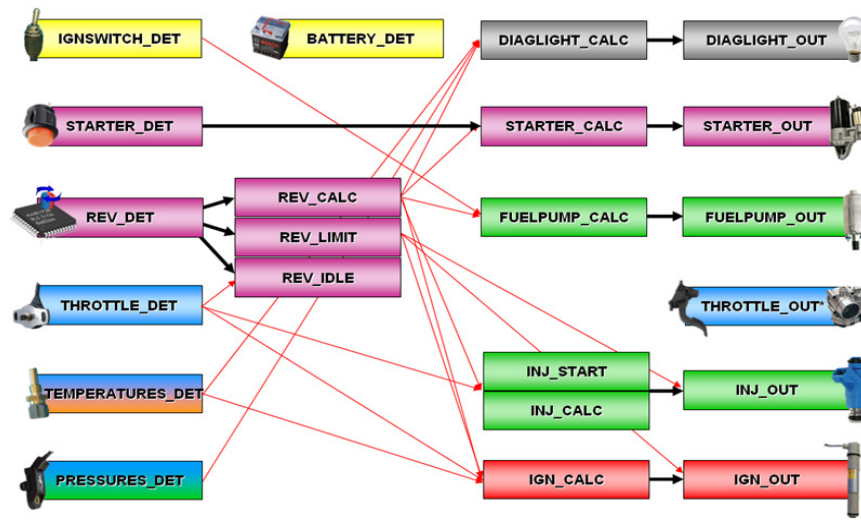 IGNSWITCH_DET
BATTERY_DET
DIAGLIGHT_CALC
DIAGLIGHT_OUT
STARTER_DET
STARTER_CALC
STARTER_OUT
REV_DET
REV_CALC
REV_LIMIT
REV_IDLE
FUELPUMP_CALC
FUELPUMP_OUT
THROTTLE_DET
THROTTLE_OUT*
TEMPERATURES_DET
INJ_START
INJ_CALC
INJ_OUT
PRESSURES_DET
IGN_CALC
IGN_OUT